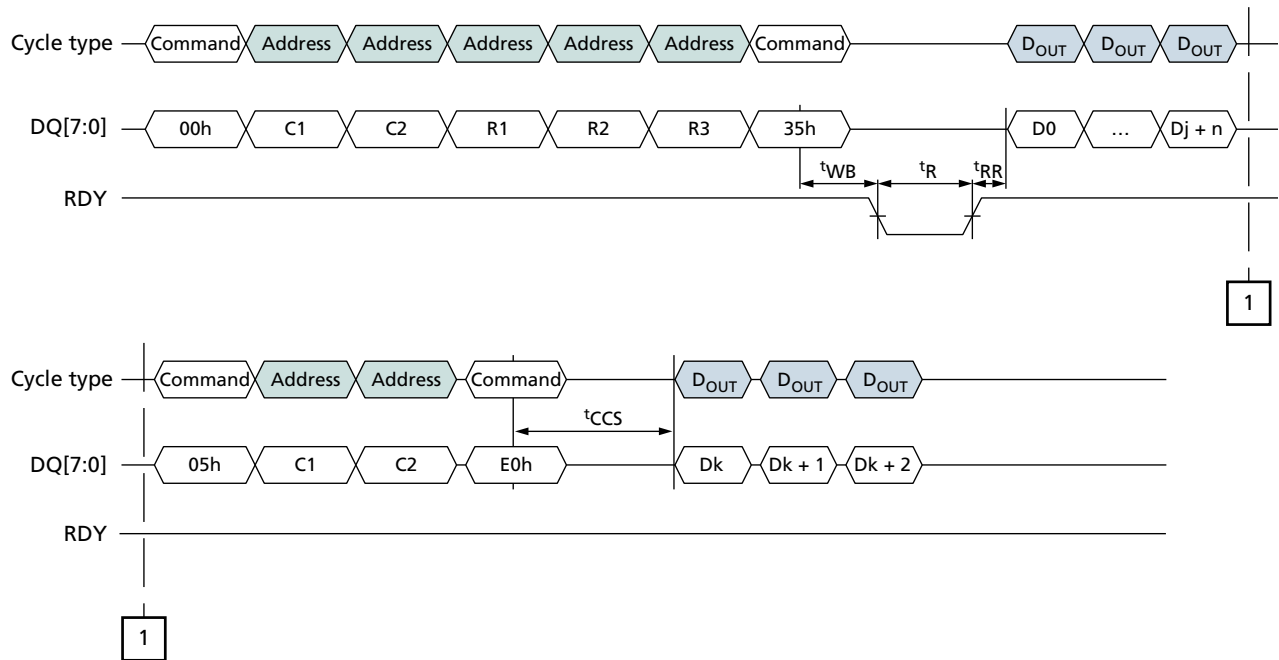 Cycle type Command Address Address Address Address Address Command DOUT DOUT DOUT
DQ[7:0] 00h C1 C2 R1 R2 R3 35h D0 … Dj + n
tWB tR tRR
RDY
1
Cycle type Command Address Address Command DOUT DOUT DOUT
tCCS
DQ[7:0] 05h C1 C2 E0h Dk Dk + 1 Dk + 2
RDY
1